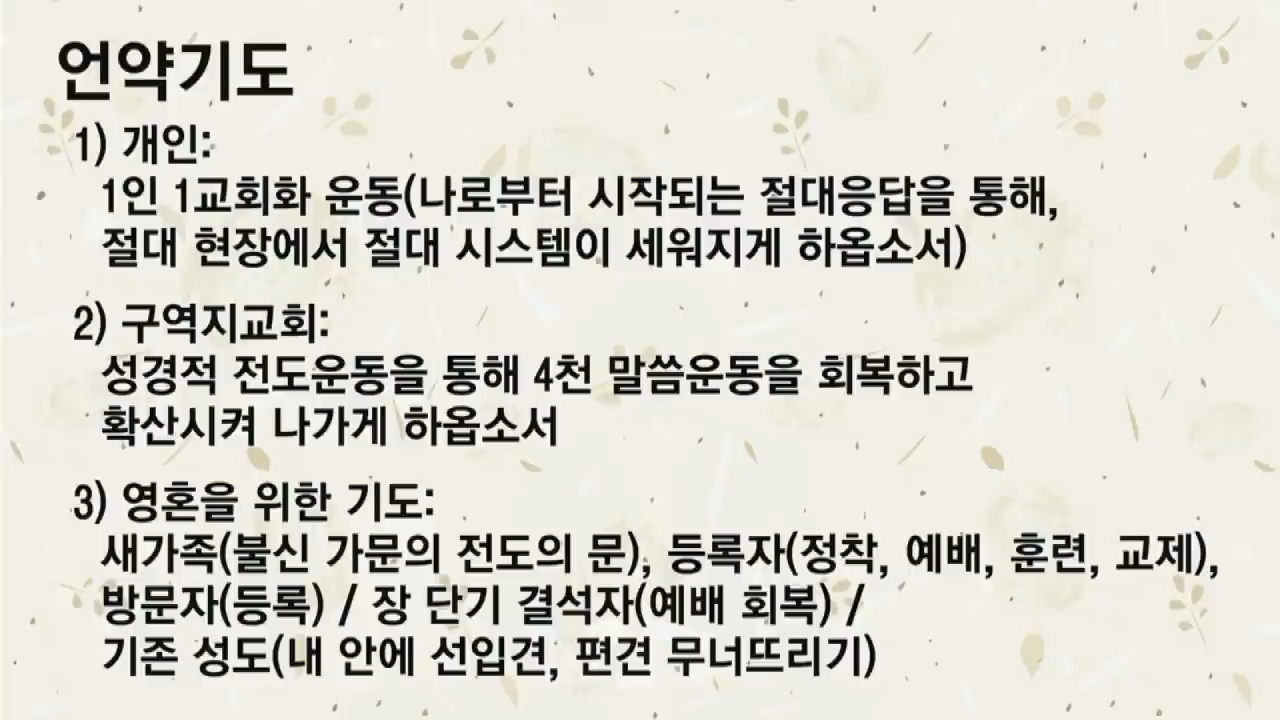 언약기도
1) 개인:
1인 1교회화 운동(나로부터 시작되는 절대응답을 통해,
절대 현장에서 절대 시스템이 세워지게 하옵소서)
2) 구역지교회:
성경적 전도운동을 통해 4천 말씀운동을 회복하고
확산시켜 나가게 하옵소서
3) 영혼을 위한 기도:
새가족(불신 가문의 전도의 문), 등록자(정착, 예배, 훈련, 교제),
방문자(등록) / 장 단기 결석자(예배 회복) /
기존 성도(내 안에 선입견, 편견 무너뜨리기)